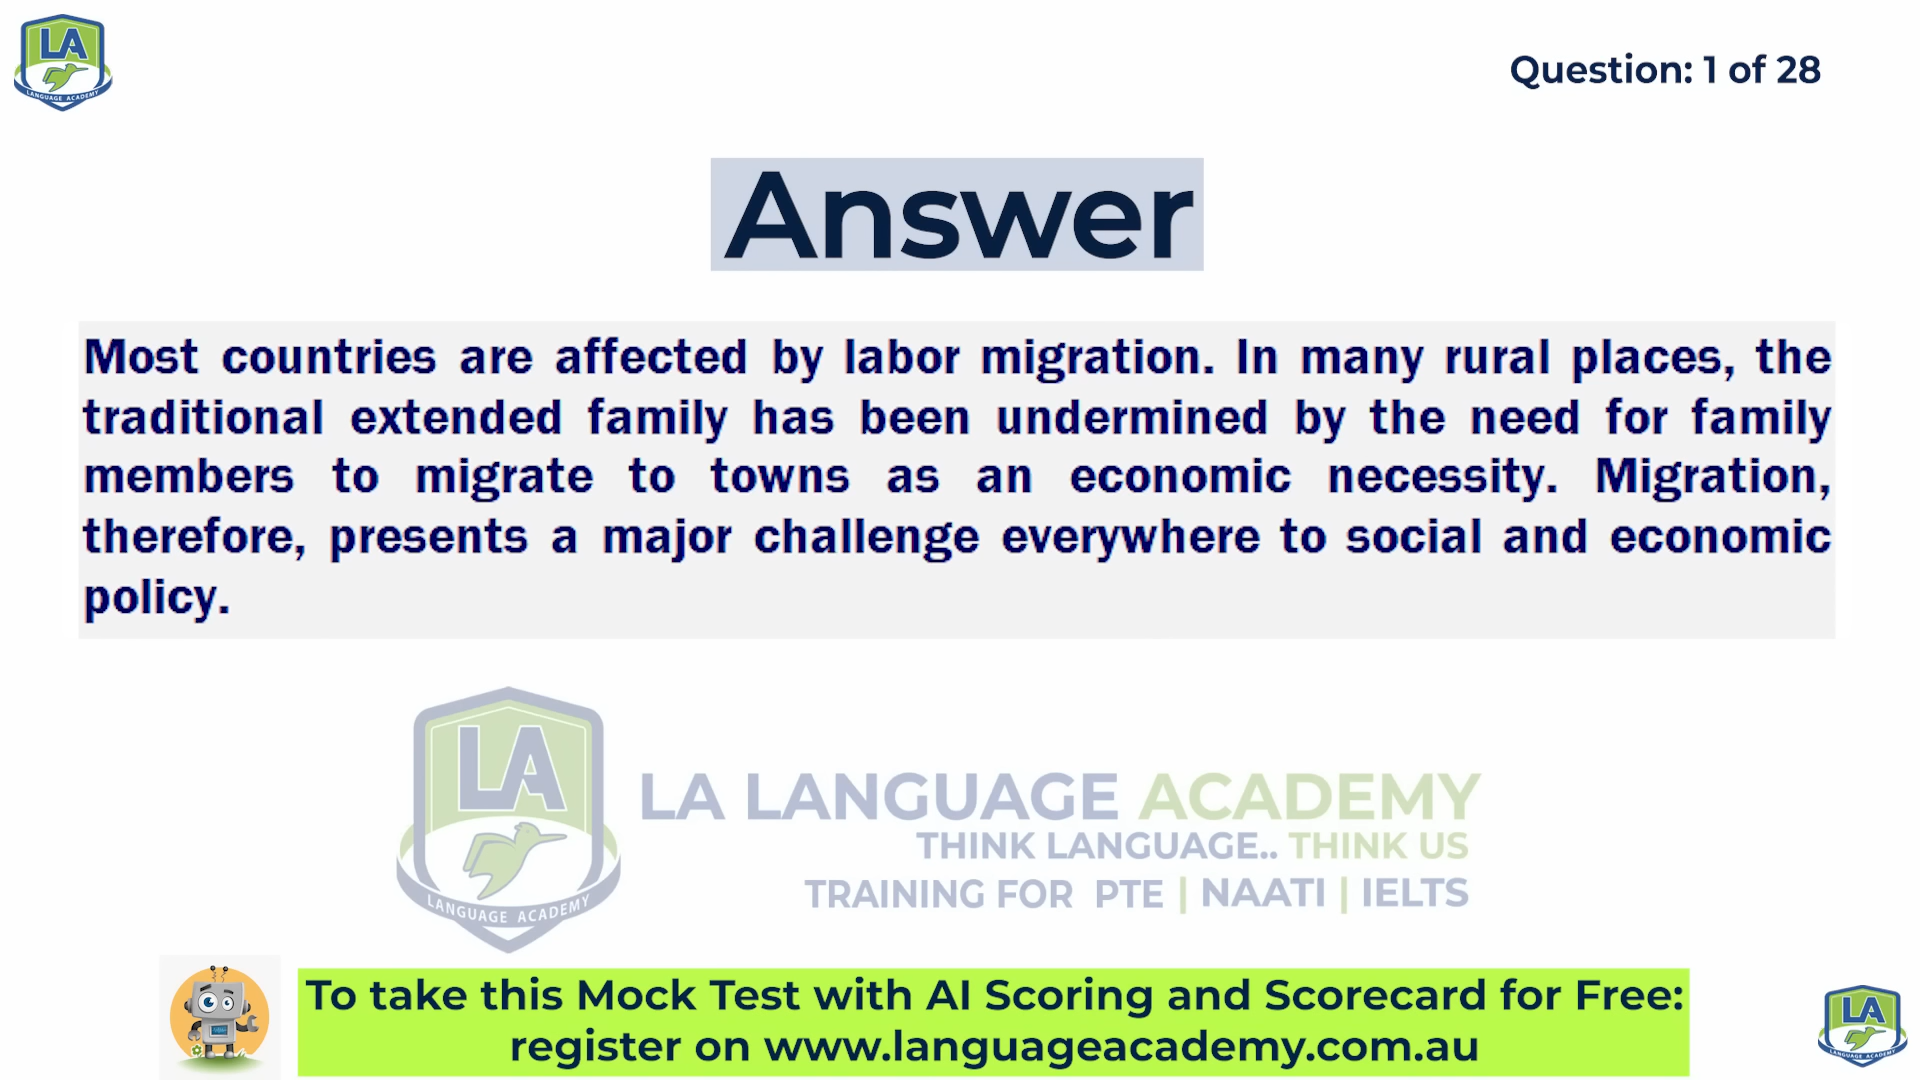 LA
LANGUAGE ACADEMY
Question: 1 of 28
Answer
Most countries are affected by labor migration. In many rural places, the
traditional extended family has been undermined by the need for family
members to migrate to towns as an economic necessity. Migration,
therefore, presents a major challenge everywhere to social and economic
policy.
LA
LANGUAGE ACADEMY
LA LANGUAGE ACADEMY
THINK LANGUAGE.. THINK US
TRAINING FOR PTE | NAATI | IELTS
To take this Mock Test with AI Scoring and Scorecard for Free:
register on www.languageacademy.com.au
LA
LANGUAGE ACADEMY